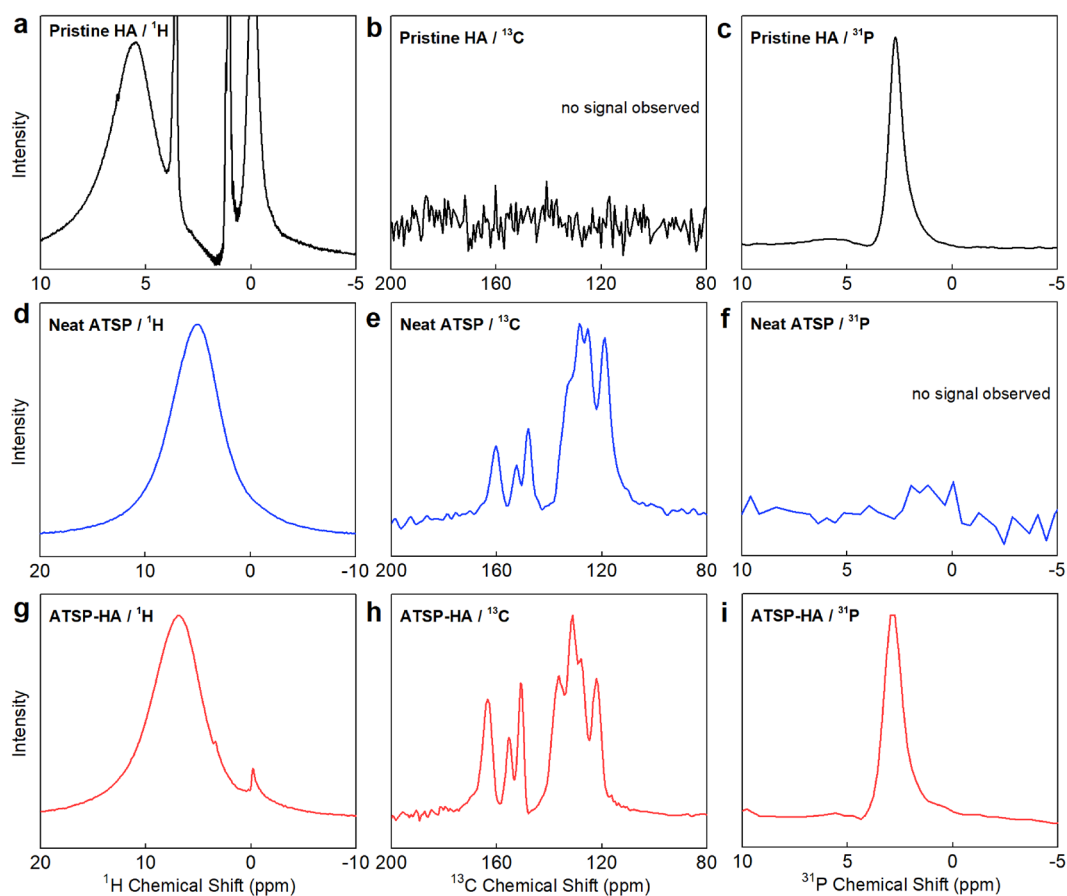 a
Pristine HA / ¹H
Intensity
10 5 0 -5
b
Pristine HA / ¹³C
no signal observed
200 160 120 80
c
Pristine HA / ³¹P
10 5 0 -5
d
Neat ATSP / ¹H
Intensity
20 10 0 -10
e
Neat ATSP / ¹³C
200 160 120 80
f
Neat ATSP / ³¹P
no signal observed
10 5 0 -5
g
ATSP-HA / ¹H
Intensity
20 10 0 -10
¹H Chemical Shift (ppm)
h
ATSP-HA / ¹³C
200 160 120 80
¹³C Chemical Shift (ppm)
i
ATSP-HA / ³¹P
10 5 0 -5
³¹P Chemical Shift (ppm)